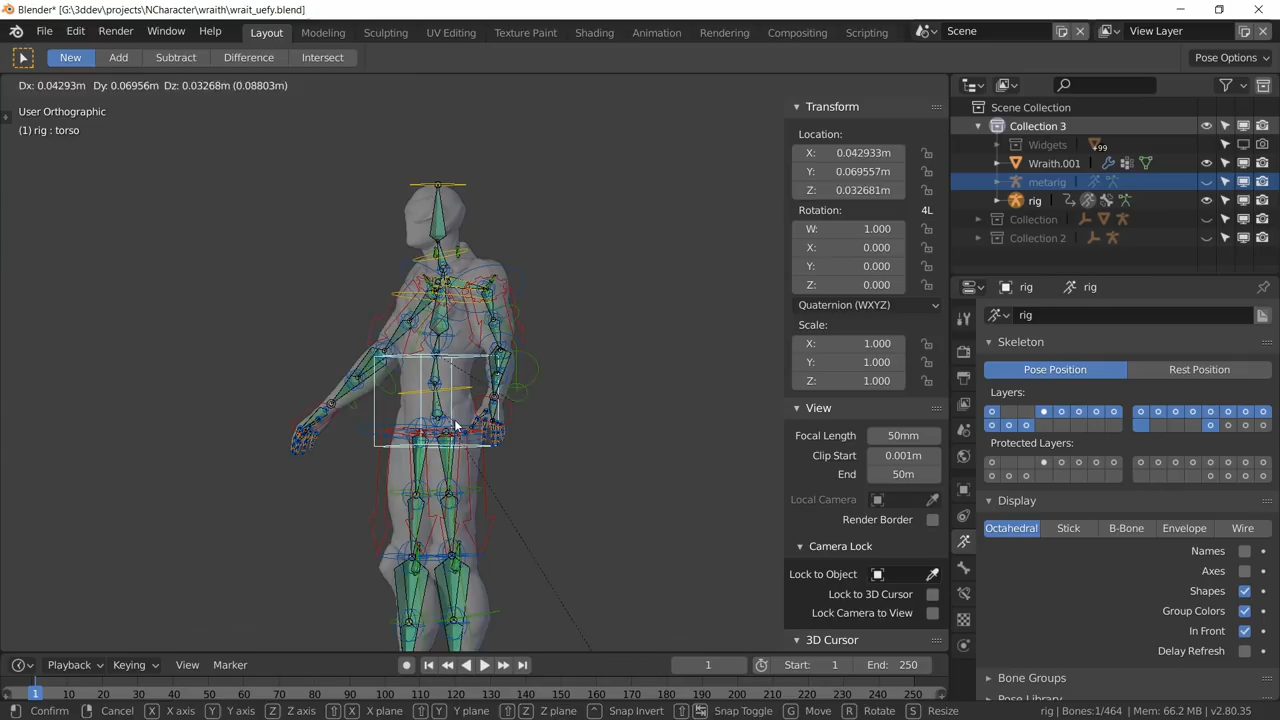 Blender* [G:\3ddev\projects\NCharacter\wraith\wrait_uefy.blend]
File Edit Render Window Help Layout Modeling Sculpting UV Editing Texture Paint Shading Animation Rendering Compositing Scripting Scene View Layer
New Add Subtract Difference Intersect Pose Options
Dx: 0.04293m Dy: 0.06956m Dz: 0.03268m (0.08803m)
User Orthographic
(1) rig : torso
Transform
Location:
X: 0.042933m
Y: 0.069557m
Z: 0.032681m
Rotation: 4L
W: 1.000
X: 0.000
Y: 0.000
Z: 0.000
Quaternion (WXYZ)
Scale:
X: 1.000
Y: 1.000
Z: 1.000
View
Focal Length 50mm
Clip Start 0.001m
End 50m
Local Camera
Render Border
Camera Lock
Lock to Object
Lock to 3D Cursor
Lock Camera to View
3D Cursor
Scene Collection
Collection 3
Widgets +99
Wraith.001
metarig
rig
Collection
Collection 2
rig rig
rig
Skeleton
Pose Position Rest Position
Layers:
Protected Layers:
Display
Octahedral Stick B-Bone Envelope Wire
Names
Axes
Shapes
Group Colors
In Front
Delay Refresh
Bone Groups
Pose Library
Playback Keying View Marker 1 Start: 1 End: 250
1 10 20 30 40 50 60 70 80 90 100 110 120 130 140 150 160 170 180 190 200 210 220 230 240 250
Confirm Cancel X X axis Y Y axis Z Z axis X X plane Y Y plane Z Z plane Snap Invert Snap Toggle G Move R Rotate S Resize rig | Bones:1/464 | Mem: 66.2 MB | v2.80.35